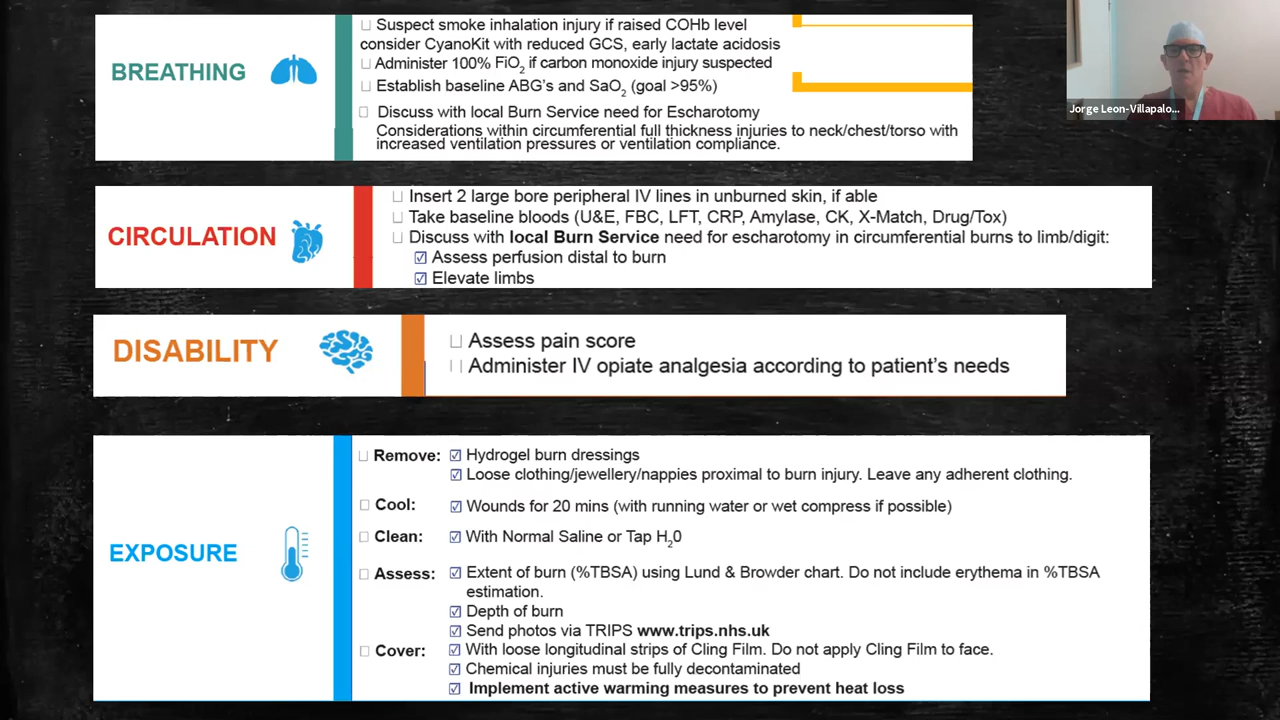 BREATHING
Suspect smoke inhalation injury if raised COHb level
consider CyanoKit with reduced GCS, early lactate acidosis
Administer 100% FiO2 if carbon monoxide injury suspected
Establish baseline ABG's and SaO2 (goal >95%)
Discuss with local Burn Service need for Escharotomy
Considerations within circumferential full thickness injuries to neck/chest/torso with
increased ventilation pressures or ventilation compliance.
Jorge Leon-Villapalo...
CIRCULATION
Insert 2 large bore peripheral IV lines in unburned skin, if able
Take baseline bloods (U&E, FBC, LFT, CRP, Amylase, CK, X-Match, Drug/Tox)
Discuss with local Burn Service need for escharotomy in circumferential burns to limb/digit:
Assess perfusion distal to burn
Elevate limbs
DISABILITY
Assess pain score
Administer IV opiate analgesia according to patient's needs
EXPOSURE
Remove: Hydrogel burn dressings
Loose clothing/jewellery/nappies proximal to burn injury. Leave any adherent clothing.
Cool: Wounds for 20 mins (with running water or wet compress if possible)
Clean: With Normal Saline or Tap H20
Assess: Extent of burn (%TBSA) using Lund & Browder chart. Do not include erythema in %TBSA
estimation.
Depth of burn
Send photos via TRIPS www.trips.nhs.uk
Cover: With loose longitudinal strips of Cling Film. Do not apply Cling Film to face.
Chemical injuries must be fully decontaminated
Implement active warming measures to prevent heat loss